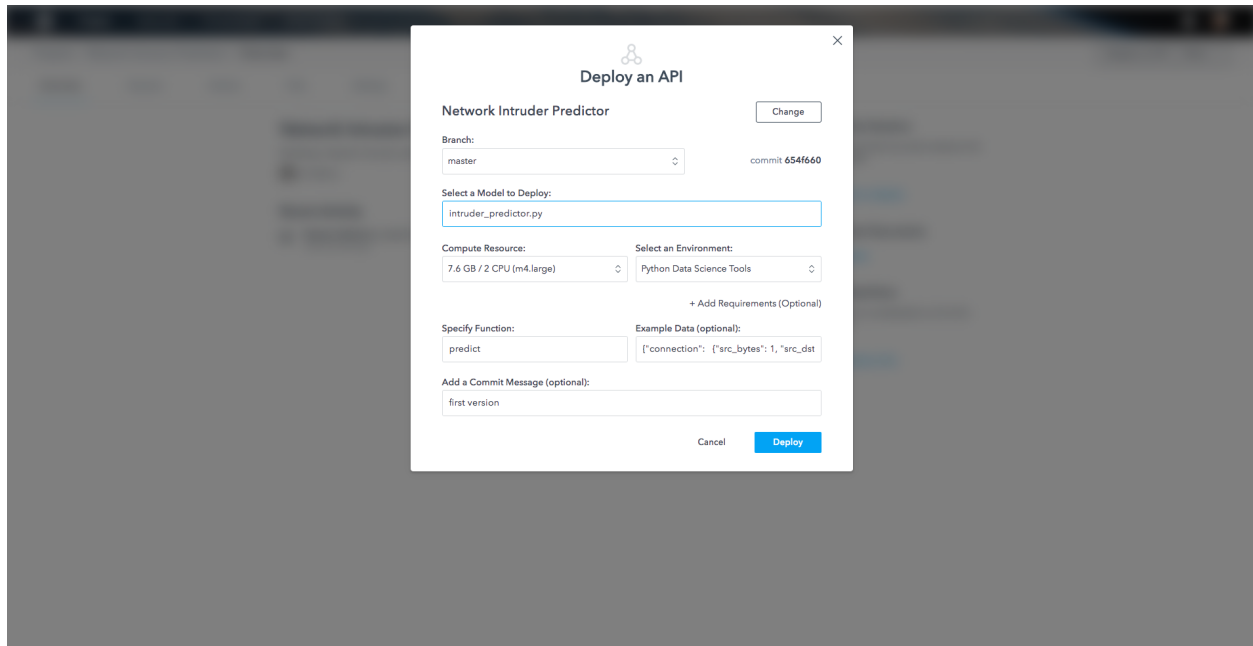 Deploy an API
Network Intruder Predictor
Change
Branch:
master
commit 654f660
Select a Model to Deploy:
intruder_predictor.py
Compute Resource:
Select an Environment:
7.6 GB / 2 CPU (m4.large)
Python Data Science Tools
+ Add Requirements (Optional)
Specify Function:
Example Data (optional):
predict
{"connection": {"src_bytes": 1, "src_dst
Add a Commit Message (optional):
first version
Cancel
Deploy